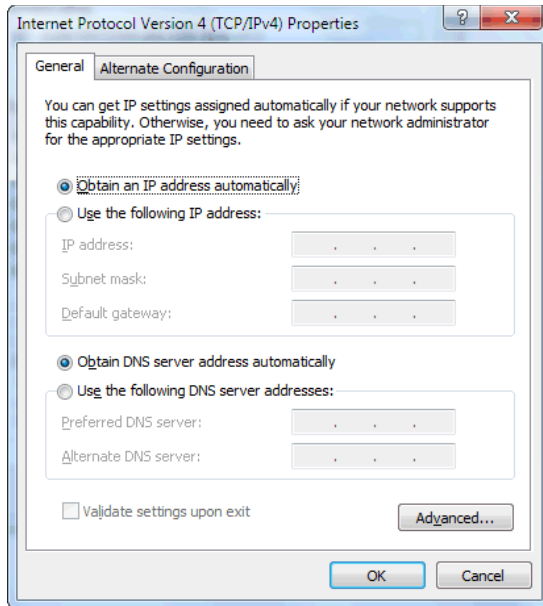 Internet Protocol Version 4 (TCP/IPv4) Properties
?
General
Alternate Configuration
You can get IP settings assigned automatically if your network supports
this capability. Otherwise, you need to ask your network administrator
for the appropriate IP settings.
Obtain an IP address automatically
Use the following IP address:
IP address:
Subnet mask:
Default gateway:
Obtain DNS server address automatically
Use the following DNS server addresses:
Preferred DNS server:
Alternate DNS server:
Validate settings upon exit
Advanced...
OK
Cancel